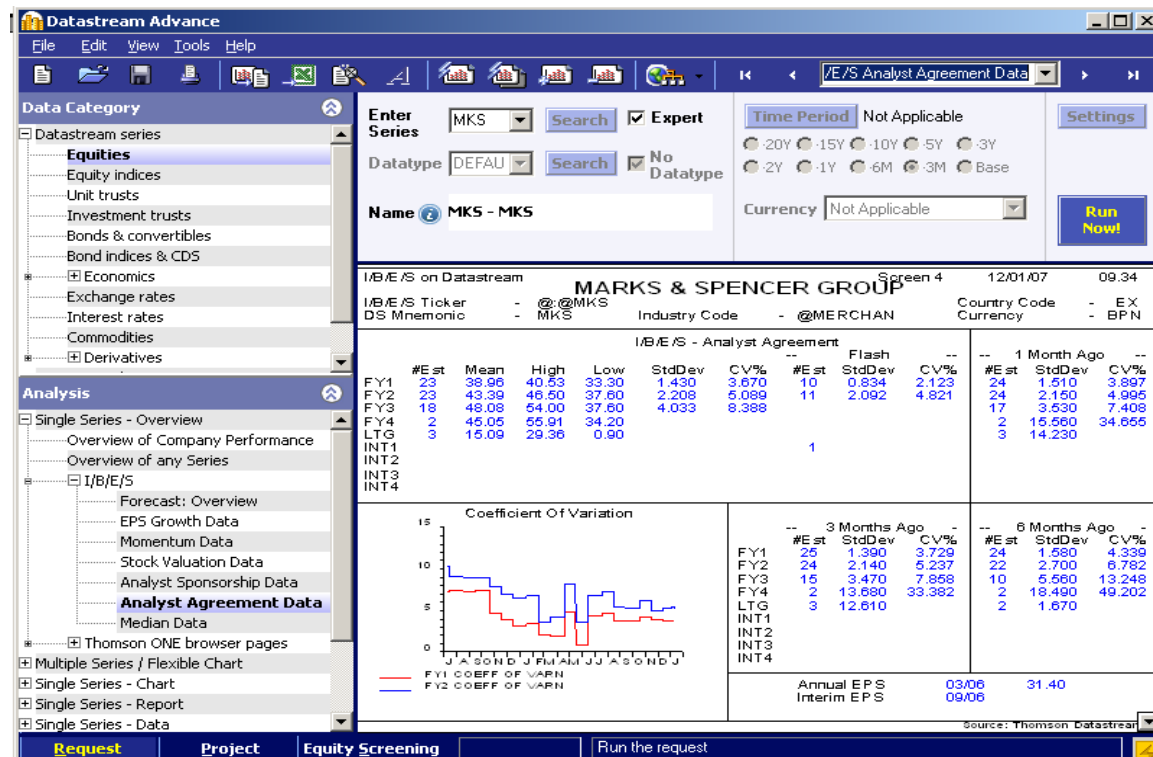 Datastream Advance
File Edit View Tools Help
/E/S Analyst Agreement Data
Data Category
Datastream series
Equities
Equity indices
Unit trusts
Investment trusts
Bonds & convertibles
Bond indices & CDS
Economics
Exchange rates
Interest rates
Commodities
Derivatives
Analysis
Single Series - Overview
Overview of Company Performance
Overview of any Series
I/B/E/S
Forecast: Overview
EPS Growth Data
Momentum Data
Stock Valuation Data
Analyst Sponsorship Data
Analyst Agreement Data
Median Data
Thomson ONE browser pages
Multiple Series / Flexible Chart
Single Series - Chart
Single Series - Report
Single Series - Data
Enter Series MKS Search Expert
Datatype DEFAU Search No Datatype
Name MKS - MKS
Time Period Not Applicable
-20Y -15Y -10Y -5Y -3Y
-2Y -1Y -6M -3M Base
Currency Not Applicable
Settings
Run Now!
I/B/E/S on Datastream Screen 4 12/01/07 09.34
MARKS & SPENCER GROUP
I/B/E/S Ticker - @:@MKS Country Code - EX
DS Mnemonic - MKS Industry Code - @MERCHAN Currency - BPN
I/B/E/S - Analyst Agreement
-- Flash -- -- 1 Month Ago --
#Est Mean High Low StdDev CV% #Est StdDev CV% #Est StdDev CV%
FY1 23 38.96 40.53 33.30 1.430 3.670 10 0.834 2.123 24 1.510 3.897
FY2 23 43.39 46.50 37.60 2.208 5.089 11 2.092 4.821 24 2.150 4.995
FY3 18 48.08 54.00 37.60 4.033 8.388 17 3.530 7.408
FY4 2 45.05 55.91 34.20 2 15.560 34.655
LTG 3 15.09 29.36 0.90 3 14.230
INT1 1
INT2
INT3
INT4
Coefficient Of Variation
15
10
5
0
J A S O N D J F M A M J J A S O N D J
FY1 COEFF OF VARN
FY2 COEFF OF VARN
-- 3 Months Ago - -- 6 Months Ago -
#Est StdDev CV% #Est StdDev CV%
FY1 25 1.390 3.729 24 1.580 4.339
FY2 24 2.140 5.237 22 2.700 6.782
FY3 15 3.470 7.858 10 5.560 13.248
FY4 2 13.680 33.382 2 18.490 49.202
LTG 3 12.610 2 1.670
INT1
INT2
INT3
INT4
Annual EPS 03/06 31.40
Interim EPS 09/06
Source: Thomson Datastream
Request Project Equity Screening Run the request